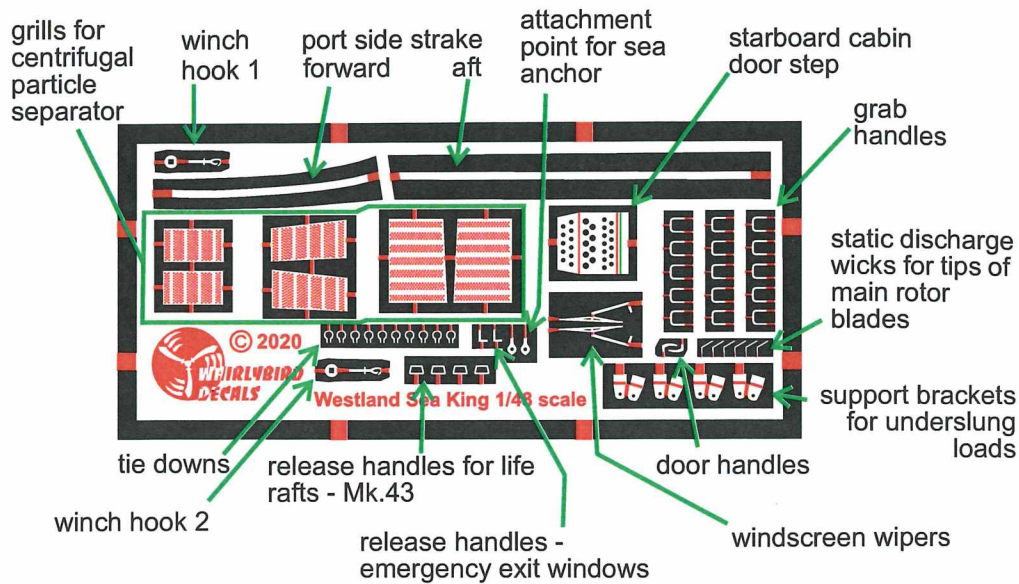 grills for
centrifugal
particle
separator
winch
hook 1
port side strake
forward aft
attachment
point for sea
anchor
starboard cabin
door step
grab
handles
static discharge
wicks for tips of
main rotor
blades
© 2020
WHIRLYBIRD
DECALS
Westland Sea King 1/48 scale
support brackets
for underslung
loads
tie downs
release handles for life
rafts - Mk.43
door handles
winch hook 2
release handles -
emergency exit windows
windscreen wipers